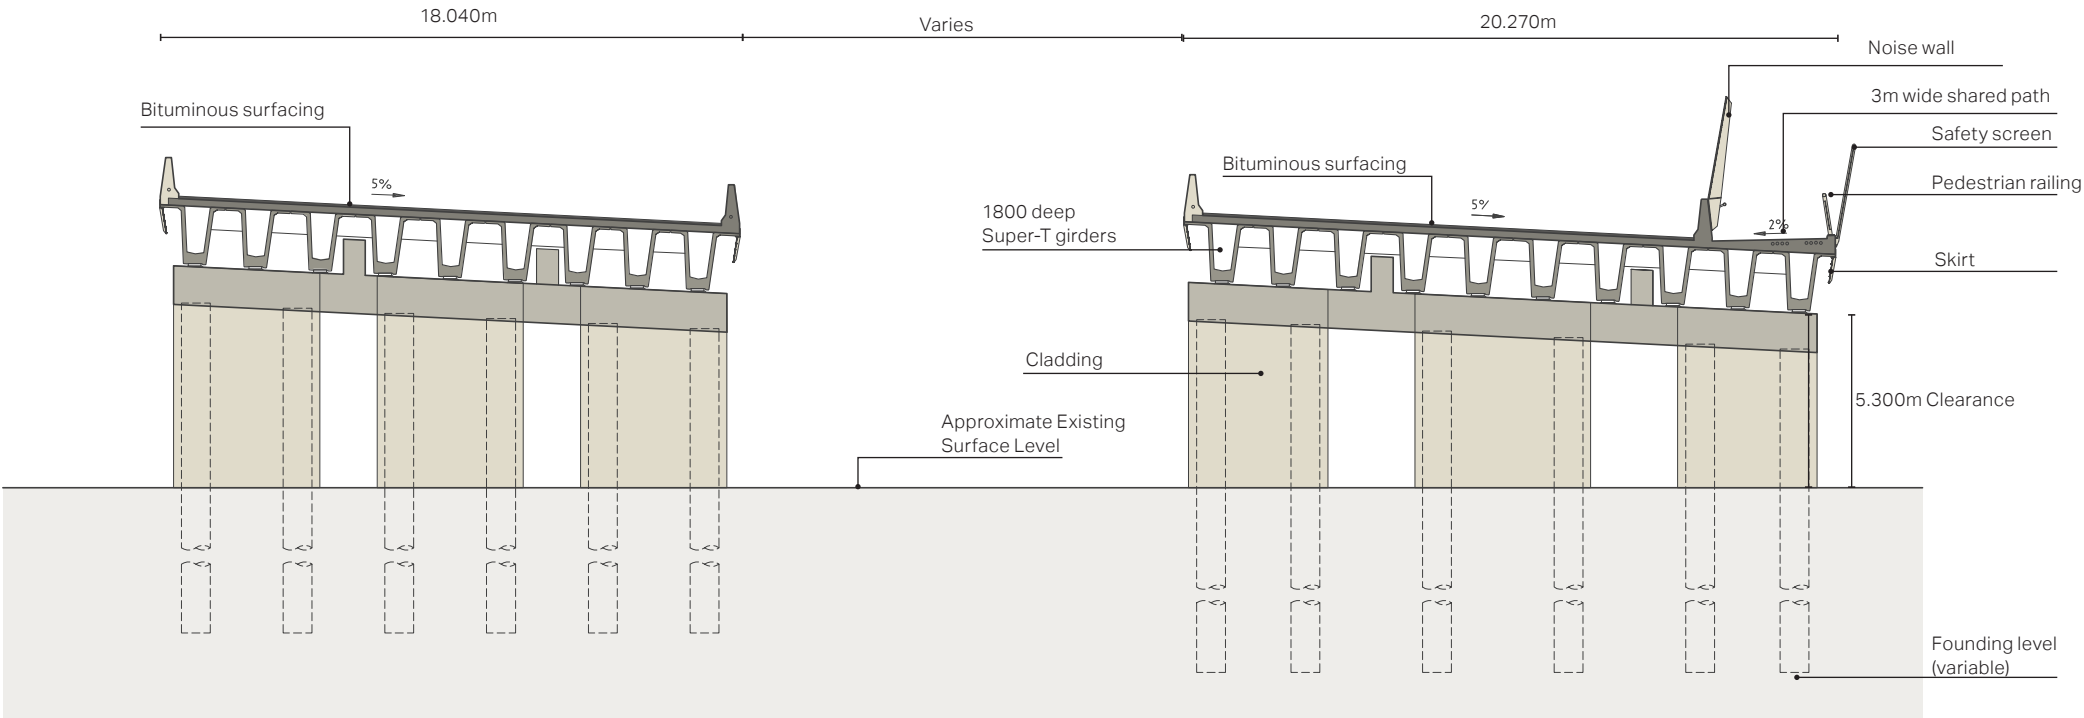 18.040m
Varies
20.270m
Noise wall
3m wide shared path
Safety screen
Pedestrian railing
Skirt
Bituminous surfacing
5%
Bituminous surfacing
5%
2%
1800 deep
Super-T girders
Cladding
5.300m Clearance
Approximate Existing
Surface Level
Founding level
(variable)